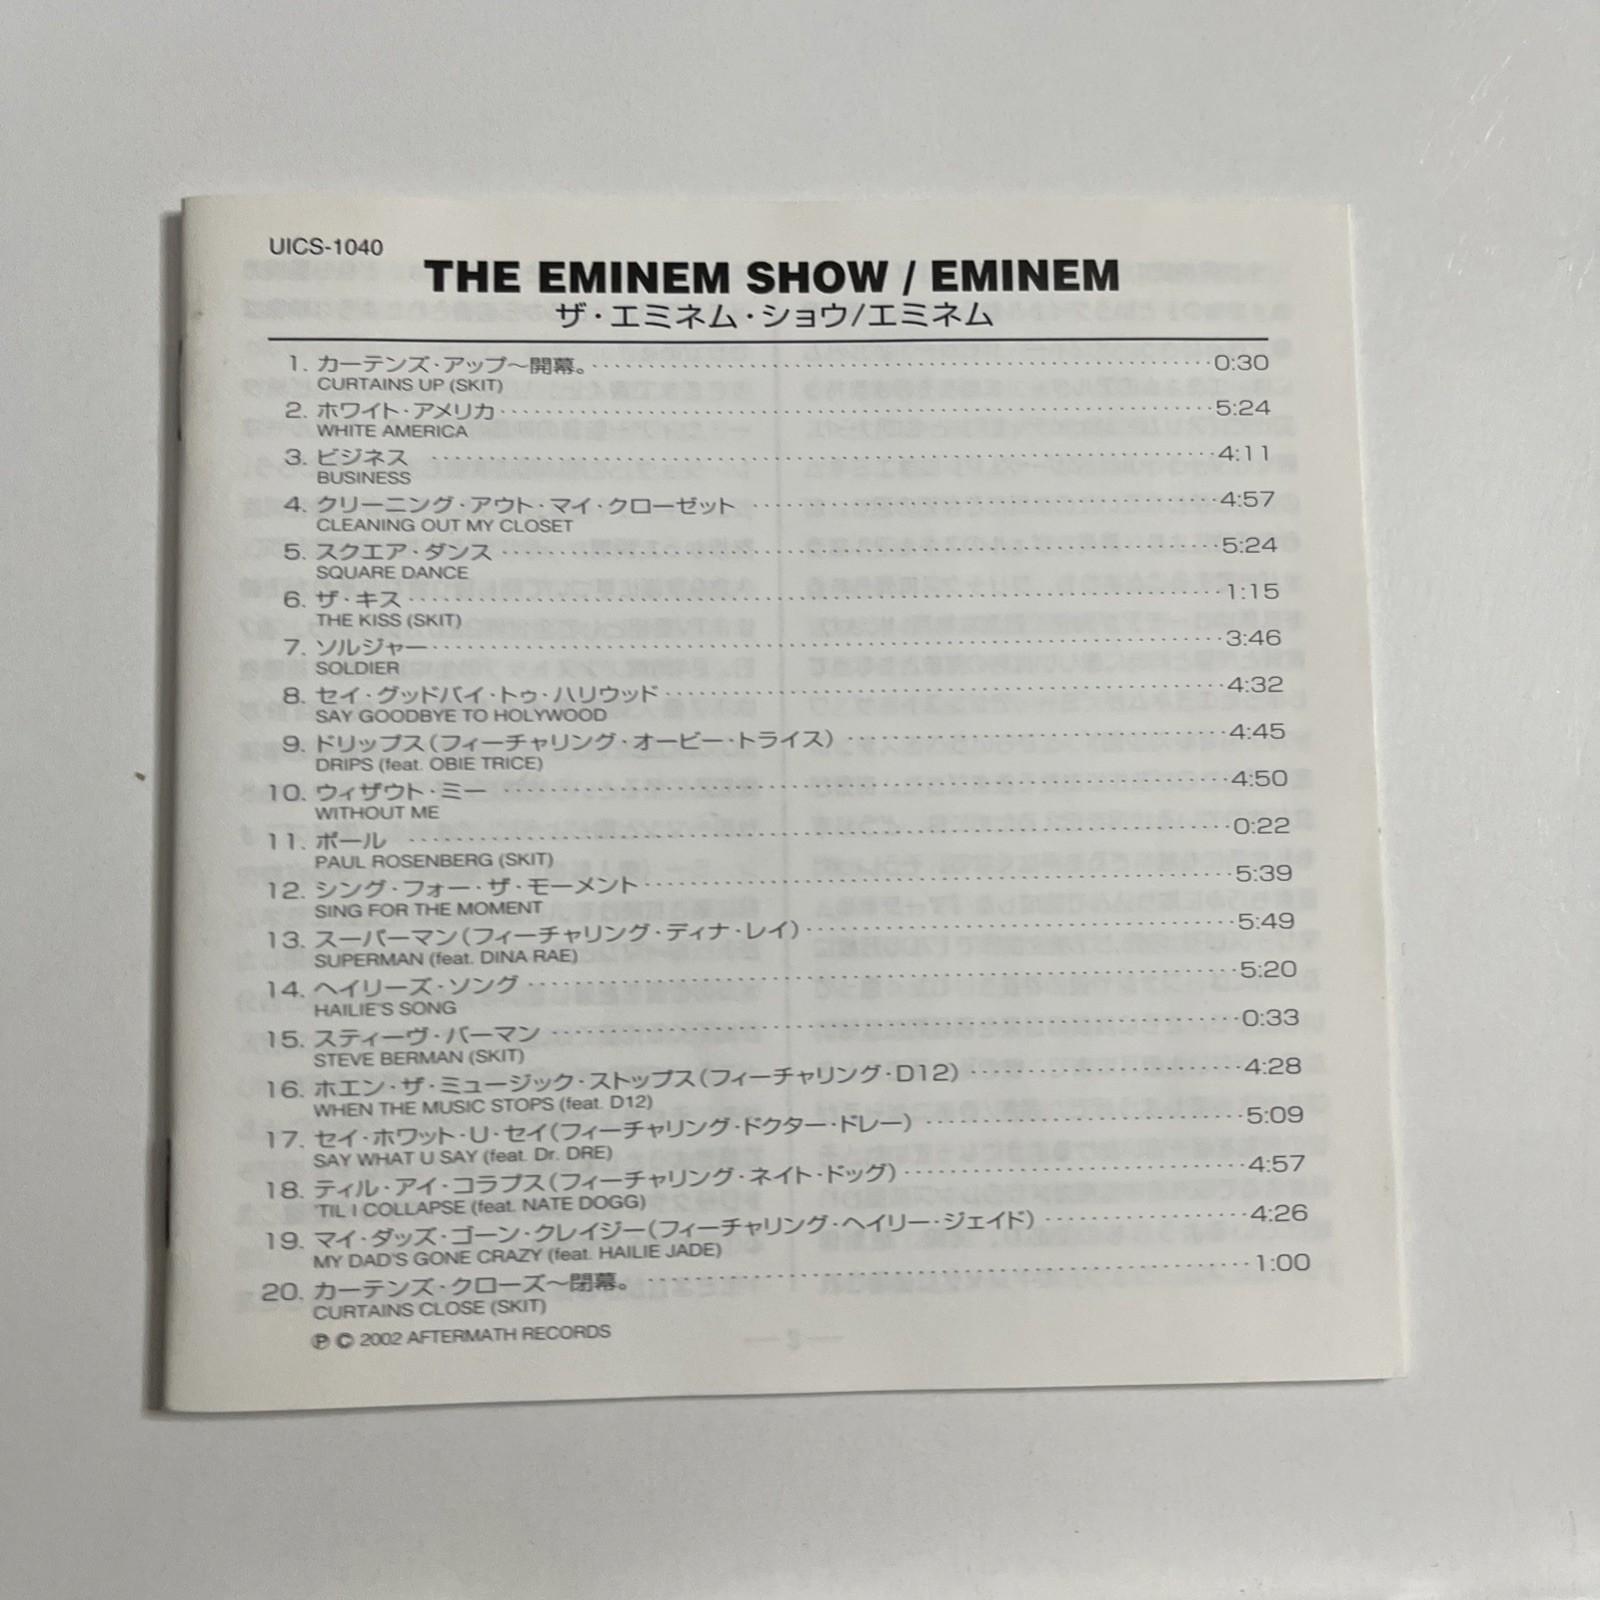 UICS-1040
THE EMINEM SHOW / EMINEM
ザ・エミネム・ショウ/エミネム
1. カーテンズ・アップ～開幕。 0:30
CURTAINS UP (SKIT)
2. ホワイト・アメリカ 5:24
WHITE AMERICA
3. ビジネス 4:11
BUSINESS
4. クリーニング・アウト・マイ・クローゼット 4:57
CLEANING OUT MY CLOSET
5. スクエア・ダンス 5:24
SQUARE DANCE
6. ザ・キス 1:15
THE KISS (SKIT)
7. ソルジャー 3:46
SOLDIER
8. セイ・グッドバイ・トゥ・ハリウッド 4:32
SAY GOODBYE TO HOLYWOOD
9. ドリップス(フィーチャリング・オービー・トライス) 4:45
DRIPS (feat. OBIE TRICE)
10. ウィザウト・ミー 4:50
WITHOUT ME
11. ポール 0:22
PAUL ROSENBERG (SKIT)
12. シング・フォー・ザ・モーメント 5:39
SING FOR THE MOMENT
13. スーパーマン(フィーチャリング・ディナ・レイ) 5:49
SUPERMAN (feat. DINA RAE)
14. ヘイリーズ・ソング 5:20
HAILIE'S SONG
15. スティーヴ・バーマン 0:33
STEVE BERMAN (SKIT)
16. ホエン・ザ・ミュージック・ストップス(フィーチャリング・D12) 4:28
WHEN THE MUSIC STOPS (feat. D12)
17. セイ・ホワット・U・セイ(フィーチャリング・ドクター・ドレー) 5:09
SAY WHAT U SAY (feat. Dr. DRE)
18. ティル・アイ・コラプス(フィーチャリング・ネイト・ドッグ) 4:57
'TIL I COLLAPSE (feat. NATE DOGG)
19. マイ・ダッズ・ゴーン・クレイジー(フィーチャリング・ヘイリー・ジェイド) 4:26
MY DAD'S GONE CRAZY (feat. HAILIE JADE)
20. カーテンズ・クローズ～閉幕。 1:00
CURTAINS CLOSE (SKIT)
℗ © 2002 AFTERMATH RECORDS